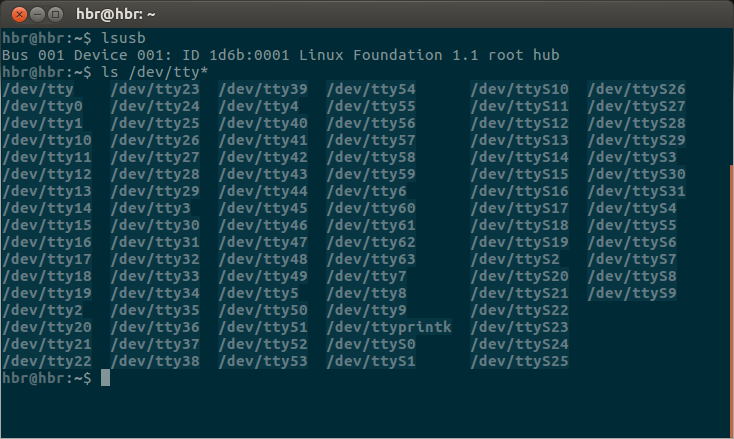 hbr@hbr: ~
hbr@hbr:~$ lsusb
Bus 001 Device 001: ID 1d6b:0001 Linux Foundation 1.1 root hub
hbr@hbr:~$ ls /dev/tty*
/dev/tty /dev/tty23 /dev/tty39 /dev/tty54 /dev/ttyS10 /dev/ttyS26
/dev/tty0 /dev/tty24 /dev/tty4 /dev/tty55 /dev/ttyS11 /dev/ttyS27
/dev/tty1 /dev/tty25 /dev/tty40 /dev/tty56 /dev/ttyS12 /dev/ttyS28
/dev/tty10 /dev/tty26 /dev/tty41 /dev/tty57 /dev/ttyS13 /dev/ttyS29
/dev/tty11 /dev/tty27 /dev/tty42 /dev/tty58 /dev/ttyS14 /dev/ttyS3
/dev/tty12 /dev/tty28 /dev/tty43 /dev/tty59 /dev/ttyS15 /dev/ttyS30
/dev/tty13 /dev/tty29 /dev/tty44 /dev/tty6 /dev/ttyS16 /dev/ttyS31
/dev/tty14 /dev/tty3 /dev/tty45 /dev/tty60 /dev/ttyS17 /dev/ttyS4
/dev/tty15 /dev/tty30 /dev/tty46 /dev/tty61 /dev/ttyS18 /dev/ttyS5
/dev/tty16 /dev/tty31 /dev/tty47 /dev/tty62 /dev/ttyS19 /dev/ttyS6
/dev/tty17 /dev/tty32 /dev/tty48 /dev/tty63 /dev/ttyS2 /dev/ttyS7
/dev/tty18 /dev/tty33 /dev/tty49 /dev/tty7 /dev/ttyS20 /dev/ttyS8
/dev/tty19 /dev/tty34 /dev/tty5 /dev/tty8 /dev/ttyS21 /dev/ttyS9
/dev/tty2 /dev/tty35 /dev/tty50 /dev/tty9 /dev/ttyS22
/dev/tty20 /dev/tty36 /dev/tty51 /dev/ttyprintk /dev/ttyS23
/dev/tty21 /dev/tty37 /dev/tty52 /dev/ttyS0 /dev/ttyS24
/dev/tty22 /dev/tty38 /dev/tty53 /dev/ttyS1 /dev/ttyS25
hbr@hbr:~$